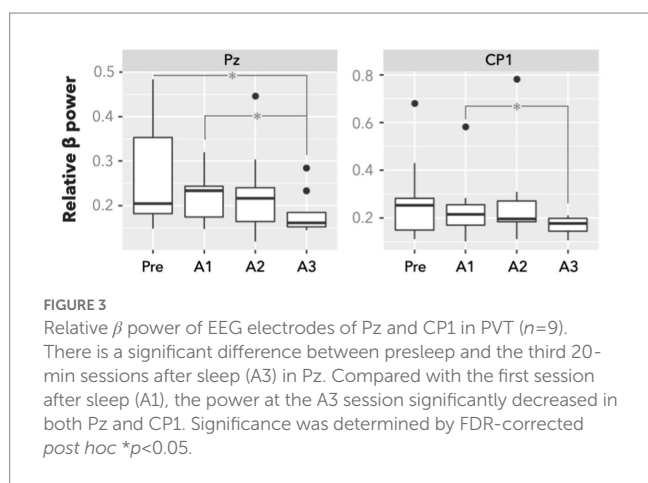 Pz
CP1
Relative β power
0.5
0.4
0.3
0.2
*
*
0.8
0.6
0.4
0.2
*
Pre A1 A2 A3
Pre A1 A2 A3
FIGURE 3
Relative β power of EEG electrodes of Pz and CP1 in PVT (n=9).
There is a significant difference between presleep and the third 20-
min sessions after sleep (A3) in Pz. Compared with the first session
after sleep (A1), the power at the A3 session significantly decreased in
both Pz and CP1. Significance was determined by FDR-corrected
post hoc *p<0.05.